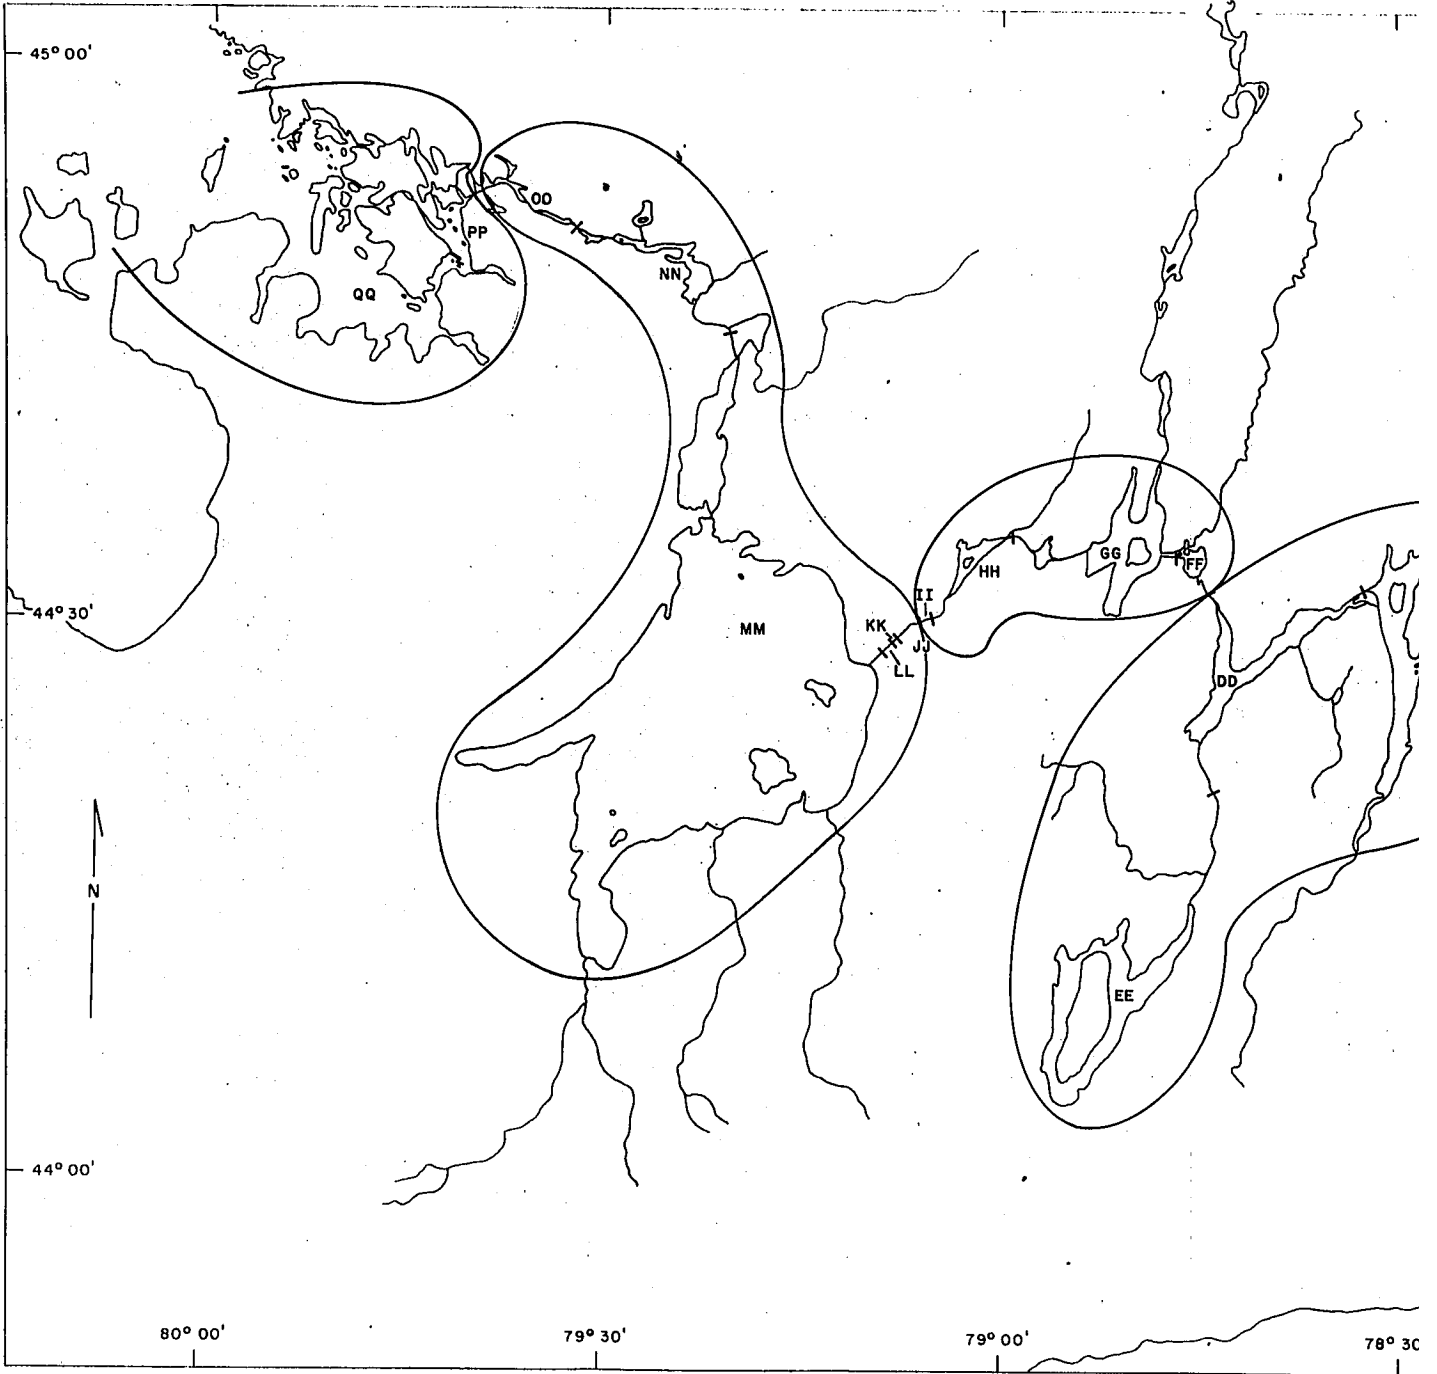 45° 00'
OO
PP
NN
QQ
GG
FF
HH
II
44° 30'
KK
MM
JJ
LL
DD
N
EE
44° 00'
80° 00'
79° 30'
79° 00'
78° 30